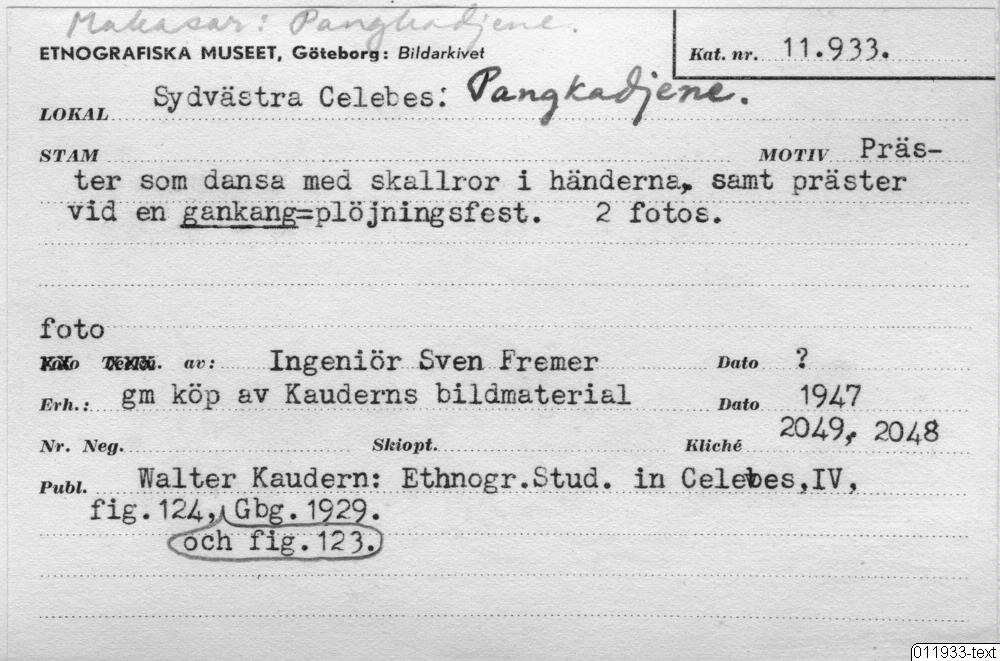 Makasar: Pangkadjene.
ETNOGRAFISKA MUSEET, Göteborg: Bildarkivet
Kat. nr. 11.933.
LOKAL Sydvästra Celebes: Pangkadjene.
STAM MOTIV Präs-
ter som dansa med skallror i händerna, samt präster
vid en gankang=plöjningsfest. 2 fotos.
foto
av: Ingeniör Sven Fremer Dato ?
Erh.: gm köp av Kauderns bildmaterial Dato 1947
Nr. Neg. Skiopt. Kliché 2049, 2048
Publ. Walter Kaudern: Ethnogr.Stud. in Celebes,IV,
fig.124, Gbg.1929.
och fig.123.
011933-text